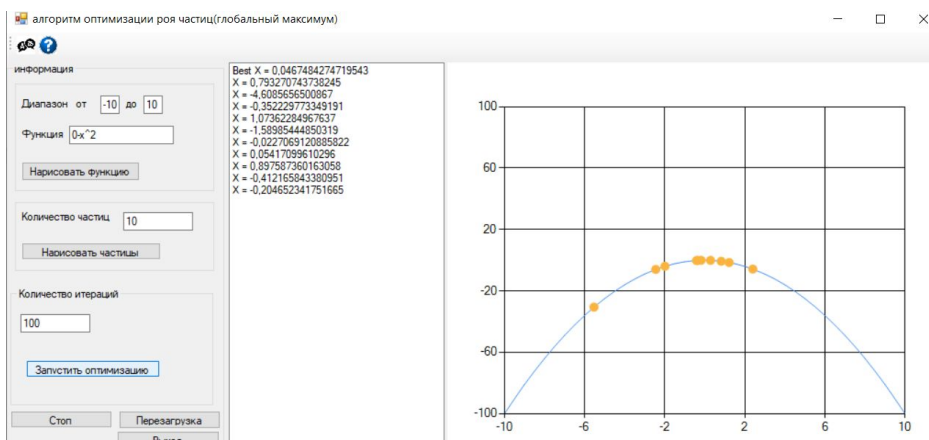 алгоритм оптимизации роя частиц(глобальный максимум)
информация
Диапазон от -10 до 10
Функция 0-x^2
Нарисовать функцию
Количество частиц 10
Нарисовать частицы
Количество итераций
100
Запустить оптимизацию
Стоп Перезагрузка
Выход
Best X = 0,0467484274719543
X = 0,793270743738245
X = -4,6085656500867
X = -0,352229773349191
X = 1,07362284967637
X = -1,58985444850319
X = -0,0227069120885822
X = 0,05417099610296
X = 0,897587360163058
X = -0,412165843380951
X = -0,204652341751665
100
60
20
-20
-60
-100
-10 -6 -2 2 6 10